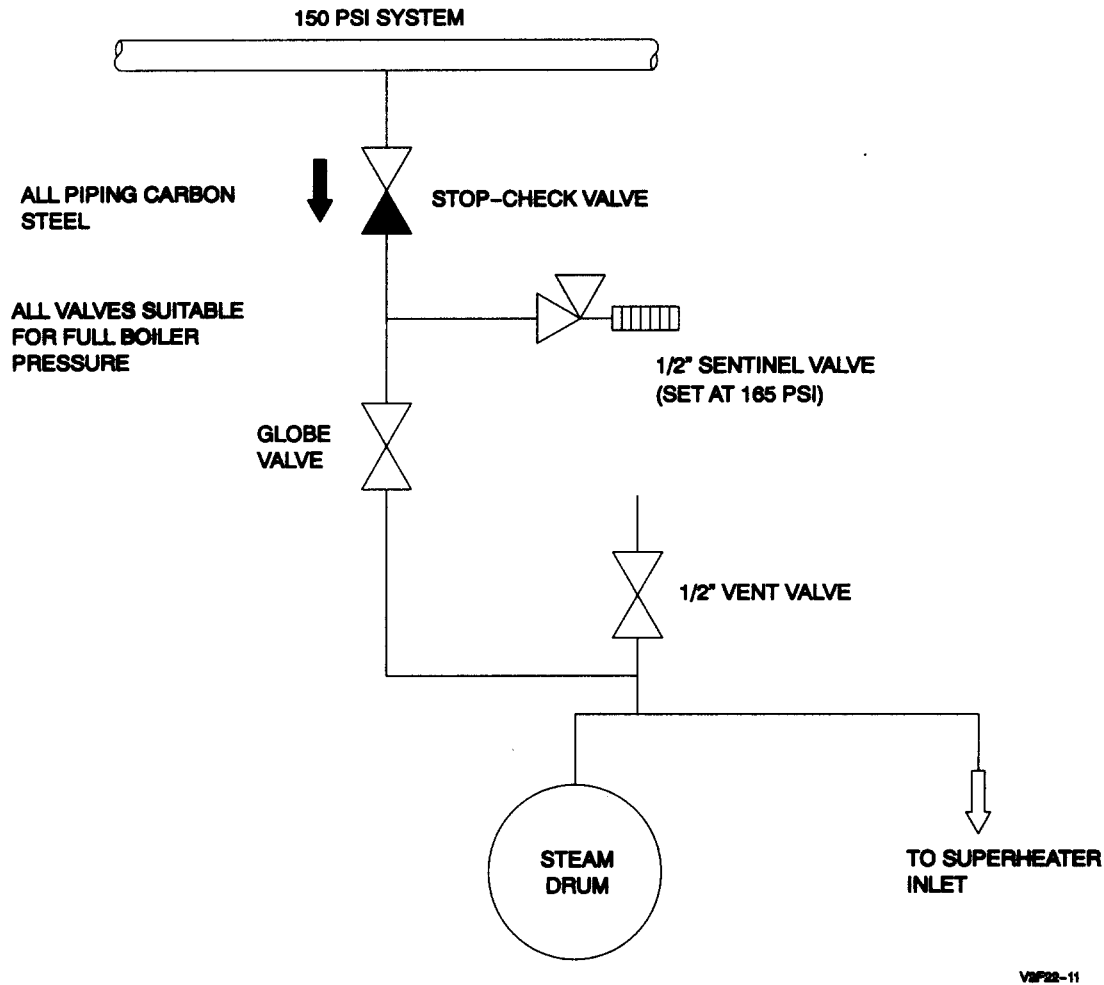 150 PSI SYSTEM
ALL PIPING CARBON
STEEL
STOP-CHECK VALVE
ALL VALVES SUITABLE
FOR FULL BOILER
PRESSURE
1/2" SENTINEL VALVE
(SET AT 165 PSI)
GLOBE
VALVE
1/2" VENT VALVE
STEAM
DRUM
TO SUPERHEATER
INLET
V2F22-11